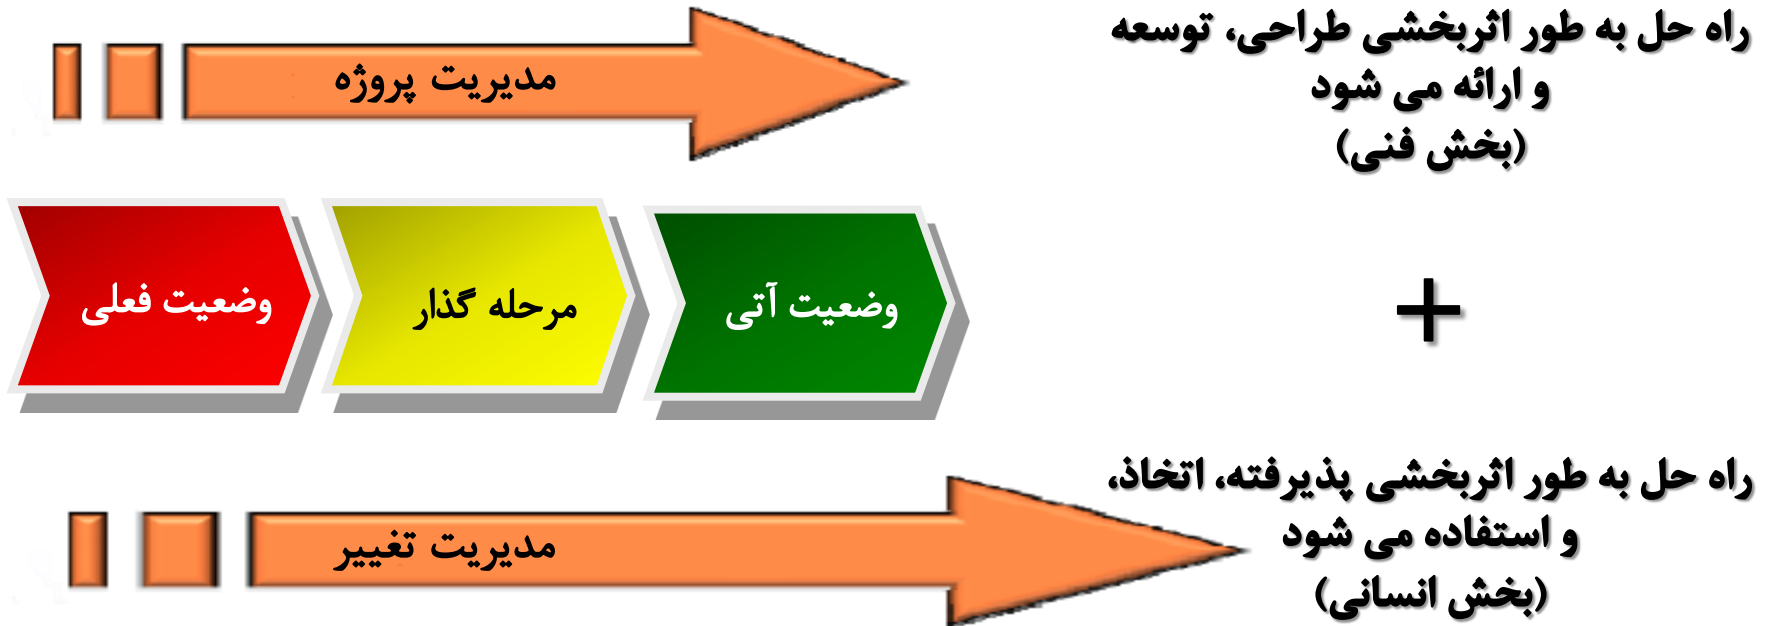 مدیریت پروژه
راه حل به طور اثربخشی طراحی، توسعه
و ارائه می شود
(بخش فنی)
وضعیت فعلی
مرحله گذار
وضعیت آتی
+
مدیریت تغییر
راه حل به طور اثربخشی پذیرفته، اتخاذ،
و استفاده می شود
(بخش انسانی)